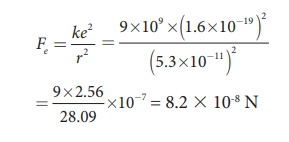 F_e = ke²/r² = 9×10⁹ ×(1.6×10⁻¹⁹)²/(5.3×10⁻¹¹)²
= 9×2.56/28.09 ×10⁻⁷ = 8.2 × 10⁻⁸ N